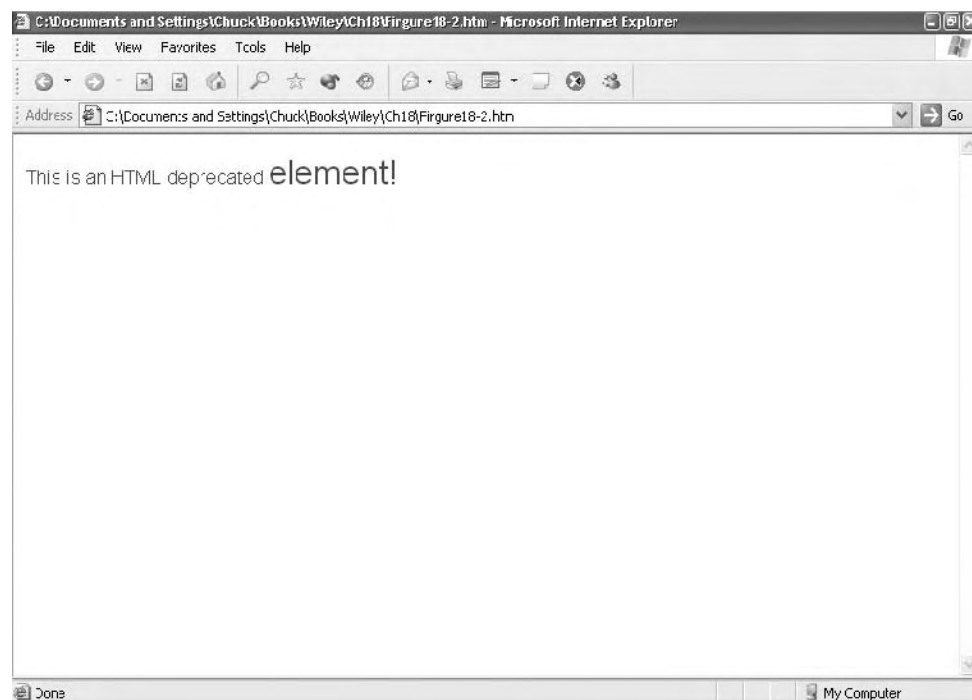 C:\Documents and Settings\Chuck\Books\Wiley\Ch18\Firgure18-2.htm - Microsoft Internet Explorer
File Edit View Favorites Tools Help
Address C:\Documents and Settings\Chuck\Books\Wiley\Ch18\Firgure18-2.htm Go
This is an HTML deprecated element!
Done My Computer